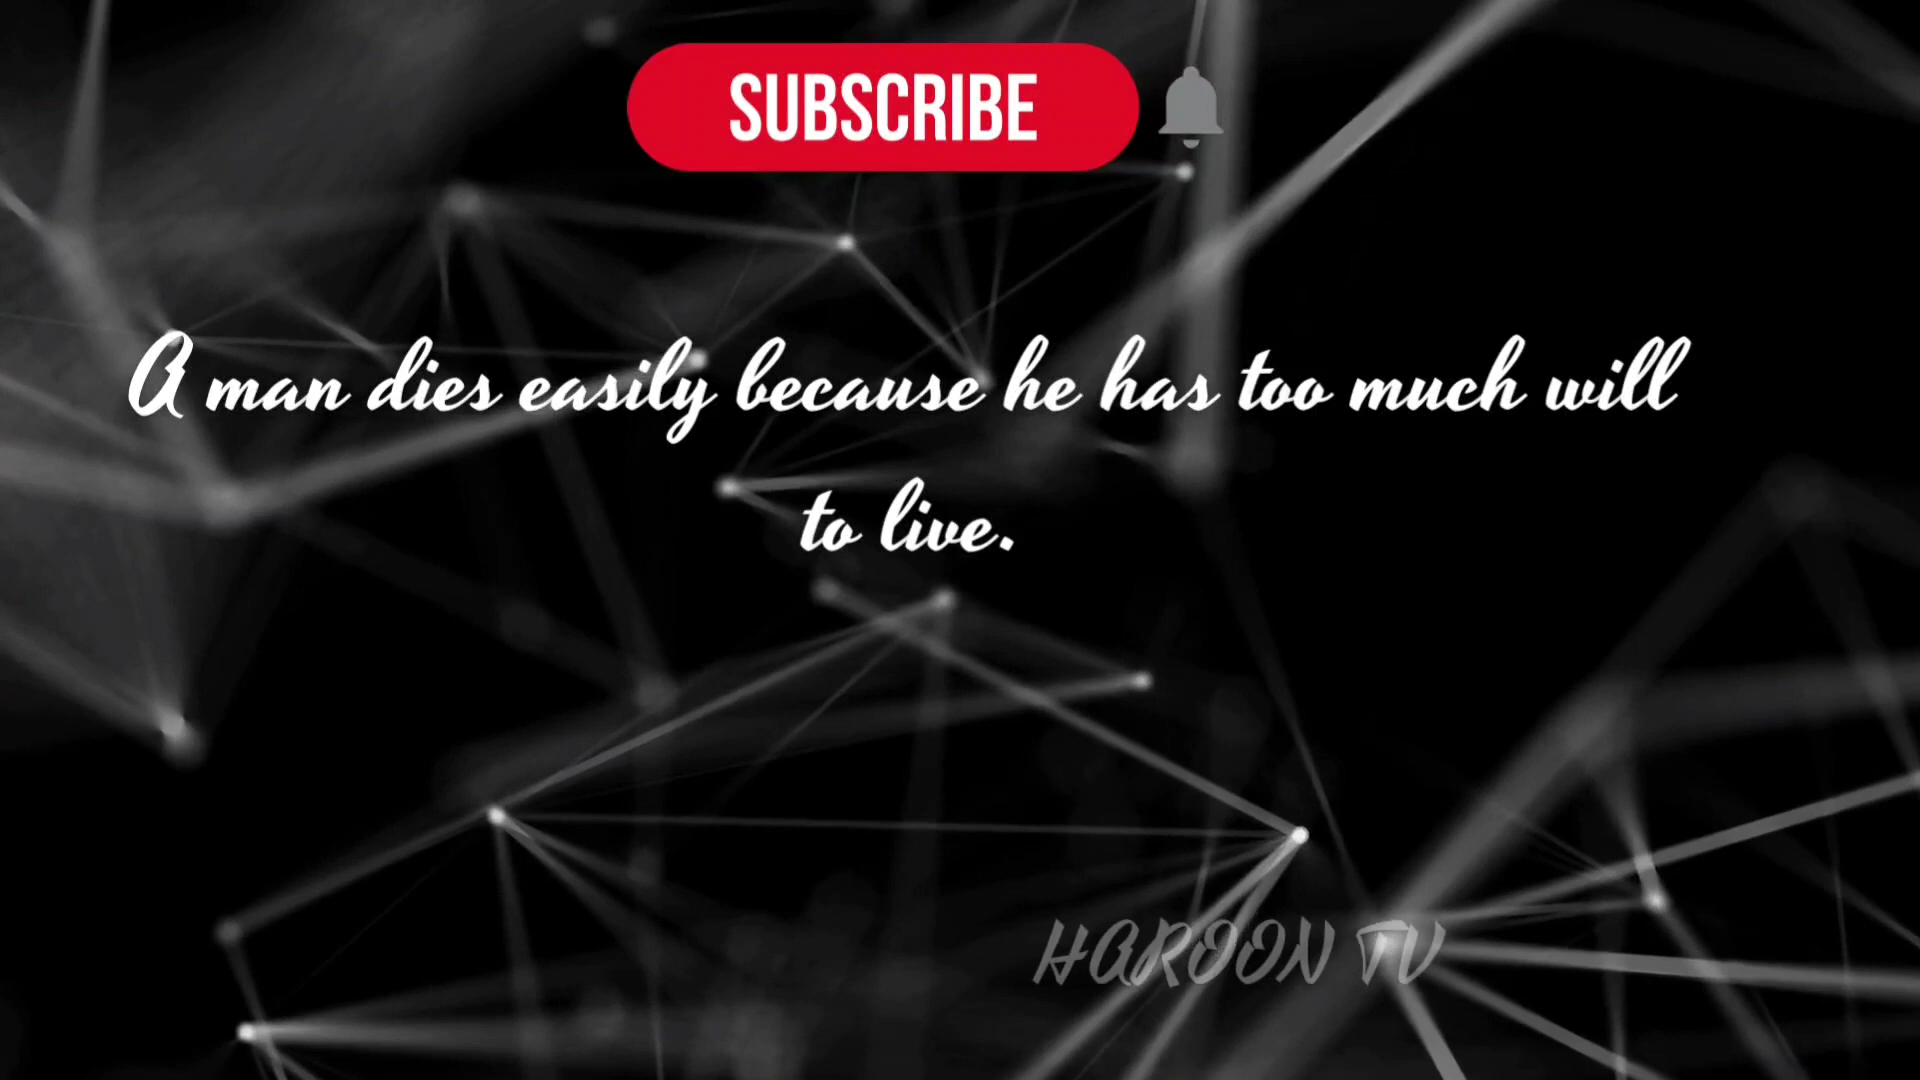 SUBSCRIBE
A man dies easily because he has too much will
to live.
HAROON TV